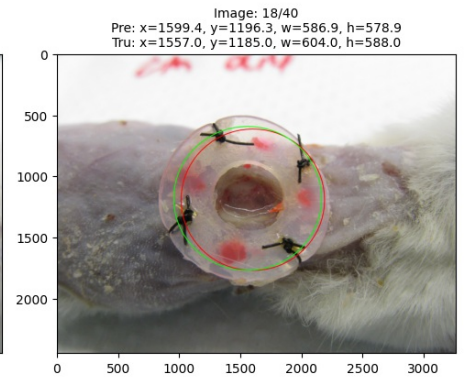 Image: 18/40
Pre: x=1599.4, y=1196.3, w=586.9, h=578.9
Tru: x=1557.0, y=1185.0, w=604.0, h=588.0
0
500
1000
1500
2000
0 500 1000 1500 2000 2500 3000